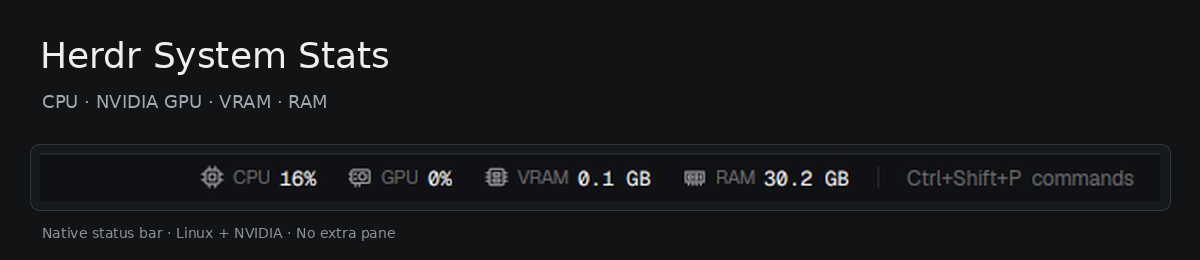 Herdr System Stats
CPU · NVIDIA GPU · VRAM · RAM
CPU 16% GPU 0% VRAM 0.1 GB RAM 30.2 GB Ctrl+Shift+P commands
Native status bar · Linux + NVIDIA · No extra pane